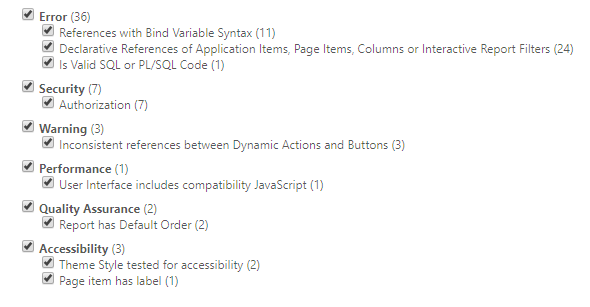 Error (36)
References with Bind Variable Syntax (11)
Declarative References of Application Items, Page Items, Columns or Interactive Report Filters (24)
Is Valid SQL or PL/SQL Code (1)
Security (7)
Authorization (7)
Warning (3)
Inconsistent references between Dynamic Actions and Buttons (3)
Performance (1)
User Interface includes compatibility JavaScript (1)
Quality Assurance (2)
Report has Default Order (2)
Accessibility (3)
Theme Style tested for accessibility (2)
Page item has label (1)